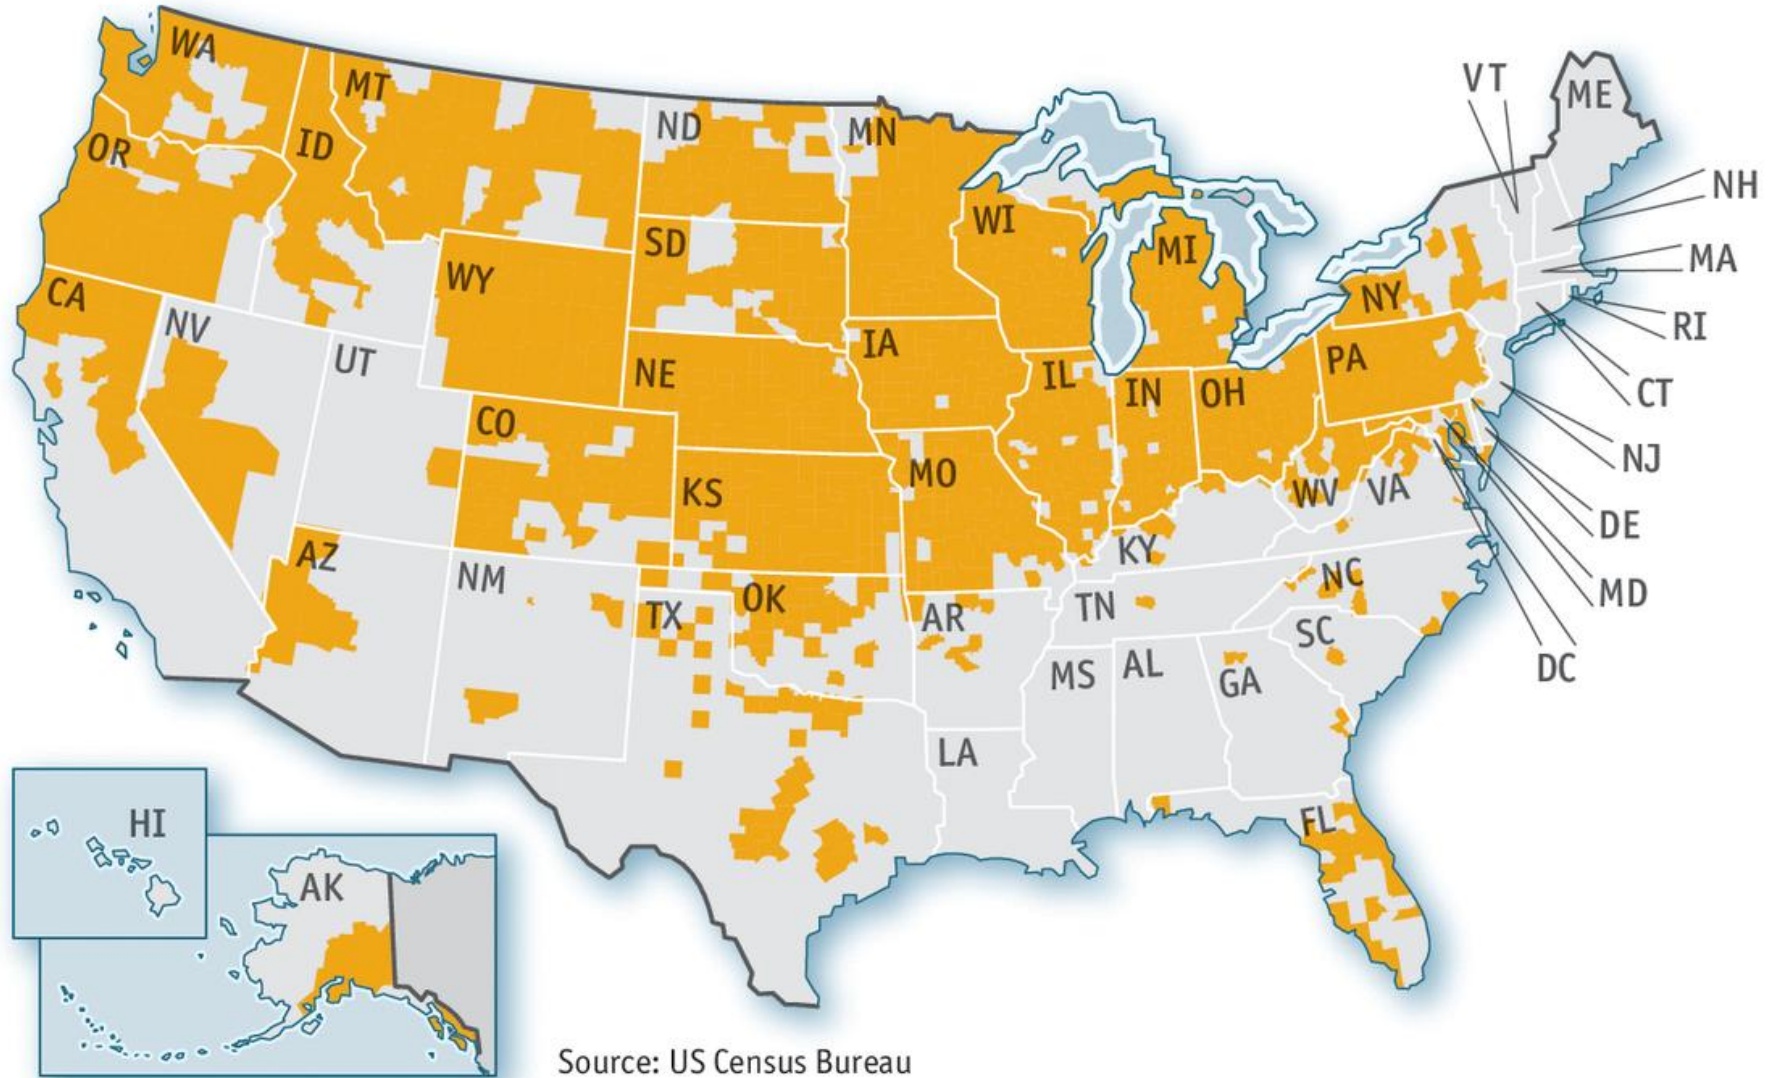 WA
MT
ND
MN
VT
ME
OR
ID
NH
WI
SD
MI
MA
WY
CA
NY
NV
RI
IA
UT
PA
NE
IL
IN
OH
CT
CO
NJ
MO
KS
WV
VA
DE
KY
AZ
NM
NC
MD
OK
TX
TN
AR
SC
DC
MS
AL
GA
LA
HI
FL
AK
Source: US Census Bureau